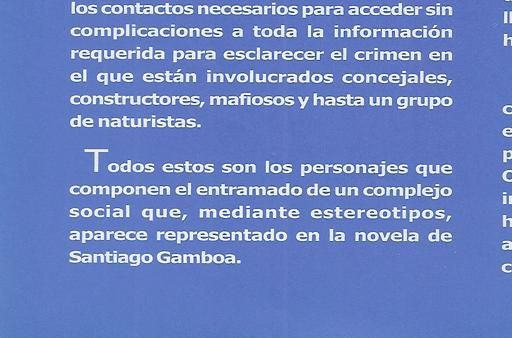 los contactos necesarios para acceder sin
complicaciones a toda la información
requerida para esclarecer el crimen en
el que están involucrados concejales,
constructores, mafiosos y hasta un grupo
de naturistas.
Todos estos son los personajes que
componen el entramado de un complejo
social que, mediante estereotipos,
aparece representado en la novela de
Santiago Gamboa.